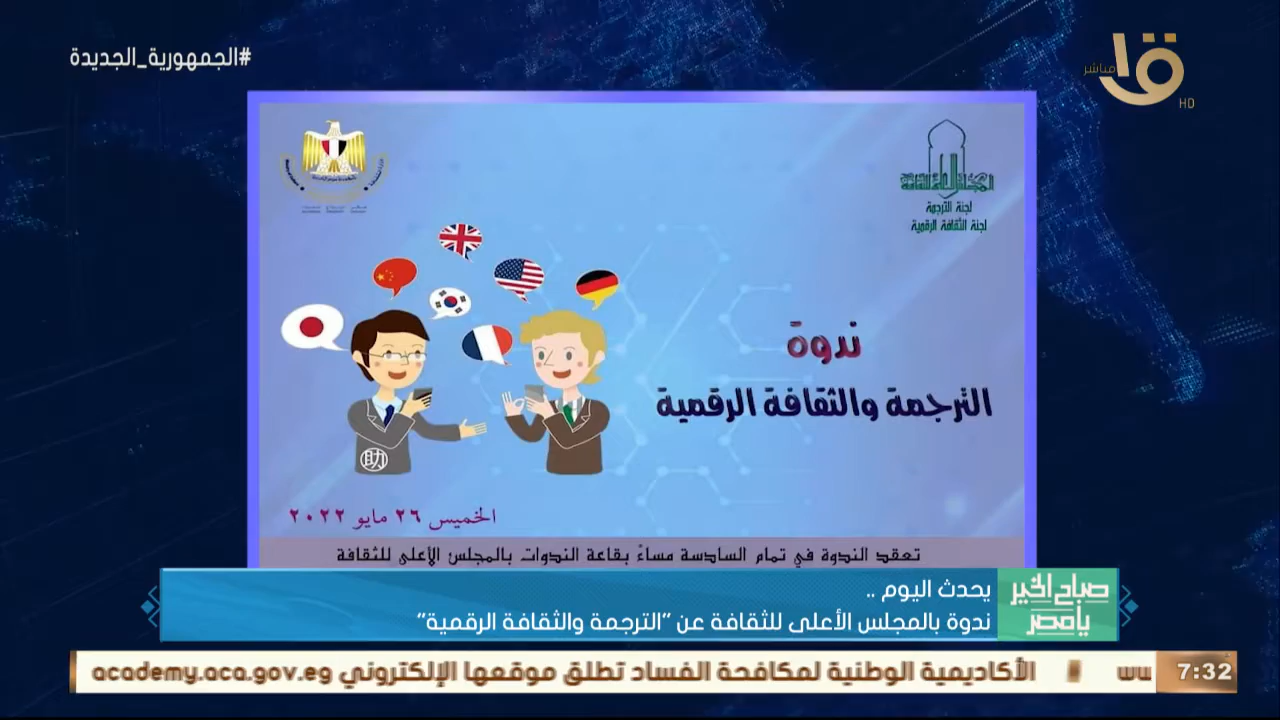 #الجمهورية_الجديدة
مباشر
HD
المجلس الأعلى للثقافة
لجنة الترجمة
لجنة الثقافة الرقمية
ندوة
الترجمة والثقافة الرقمية
助
الخميس ٢٦ مايو ٢٠٢٢
تعقد الندوة في تمام السادسة مساءً بقاعة الندوات بالمجلس الأعلى للثقافة
صباح الخير
يا مصر
يحدث اليوم ..
ندوة بالمجلس الأعلى للثقافة عن "الترجمة والثقافة الرقمية"
الأكاديمية الوطنية لمكافحة الفساد تطلق موقعها الإلكتروني academy.aca.gov.eg
7:32